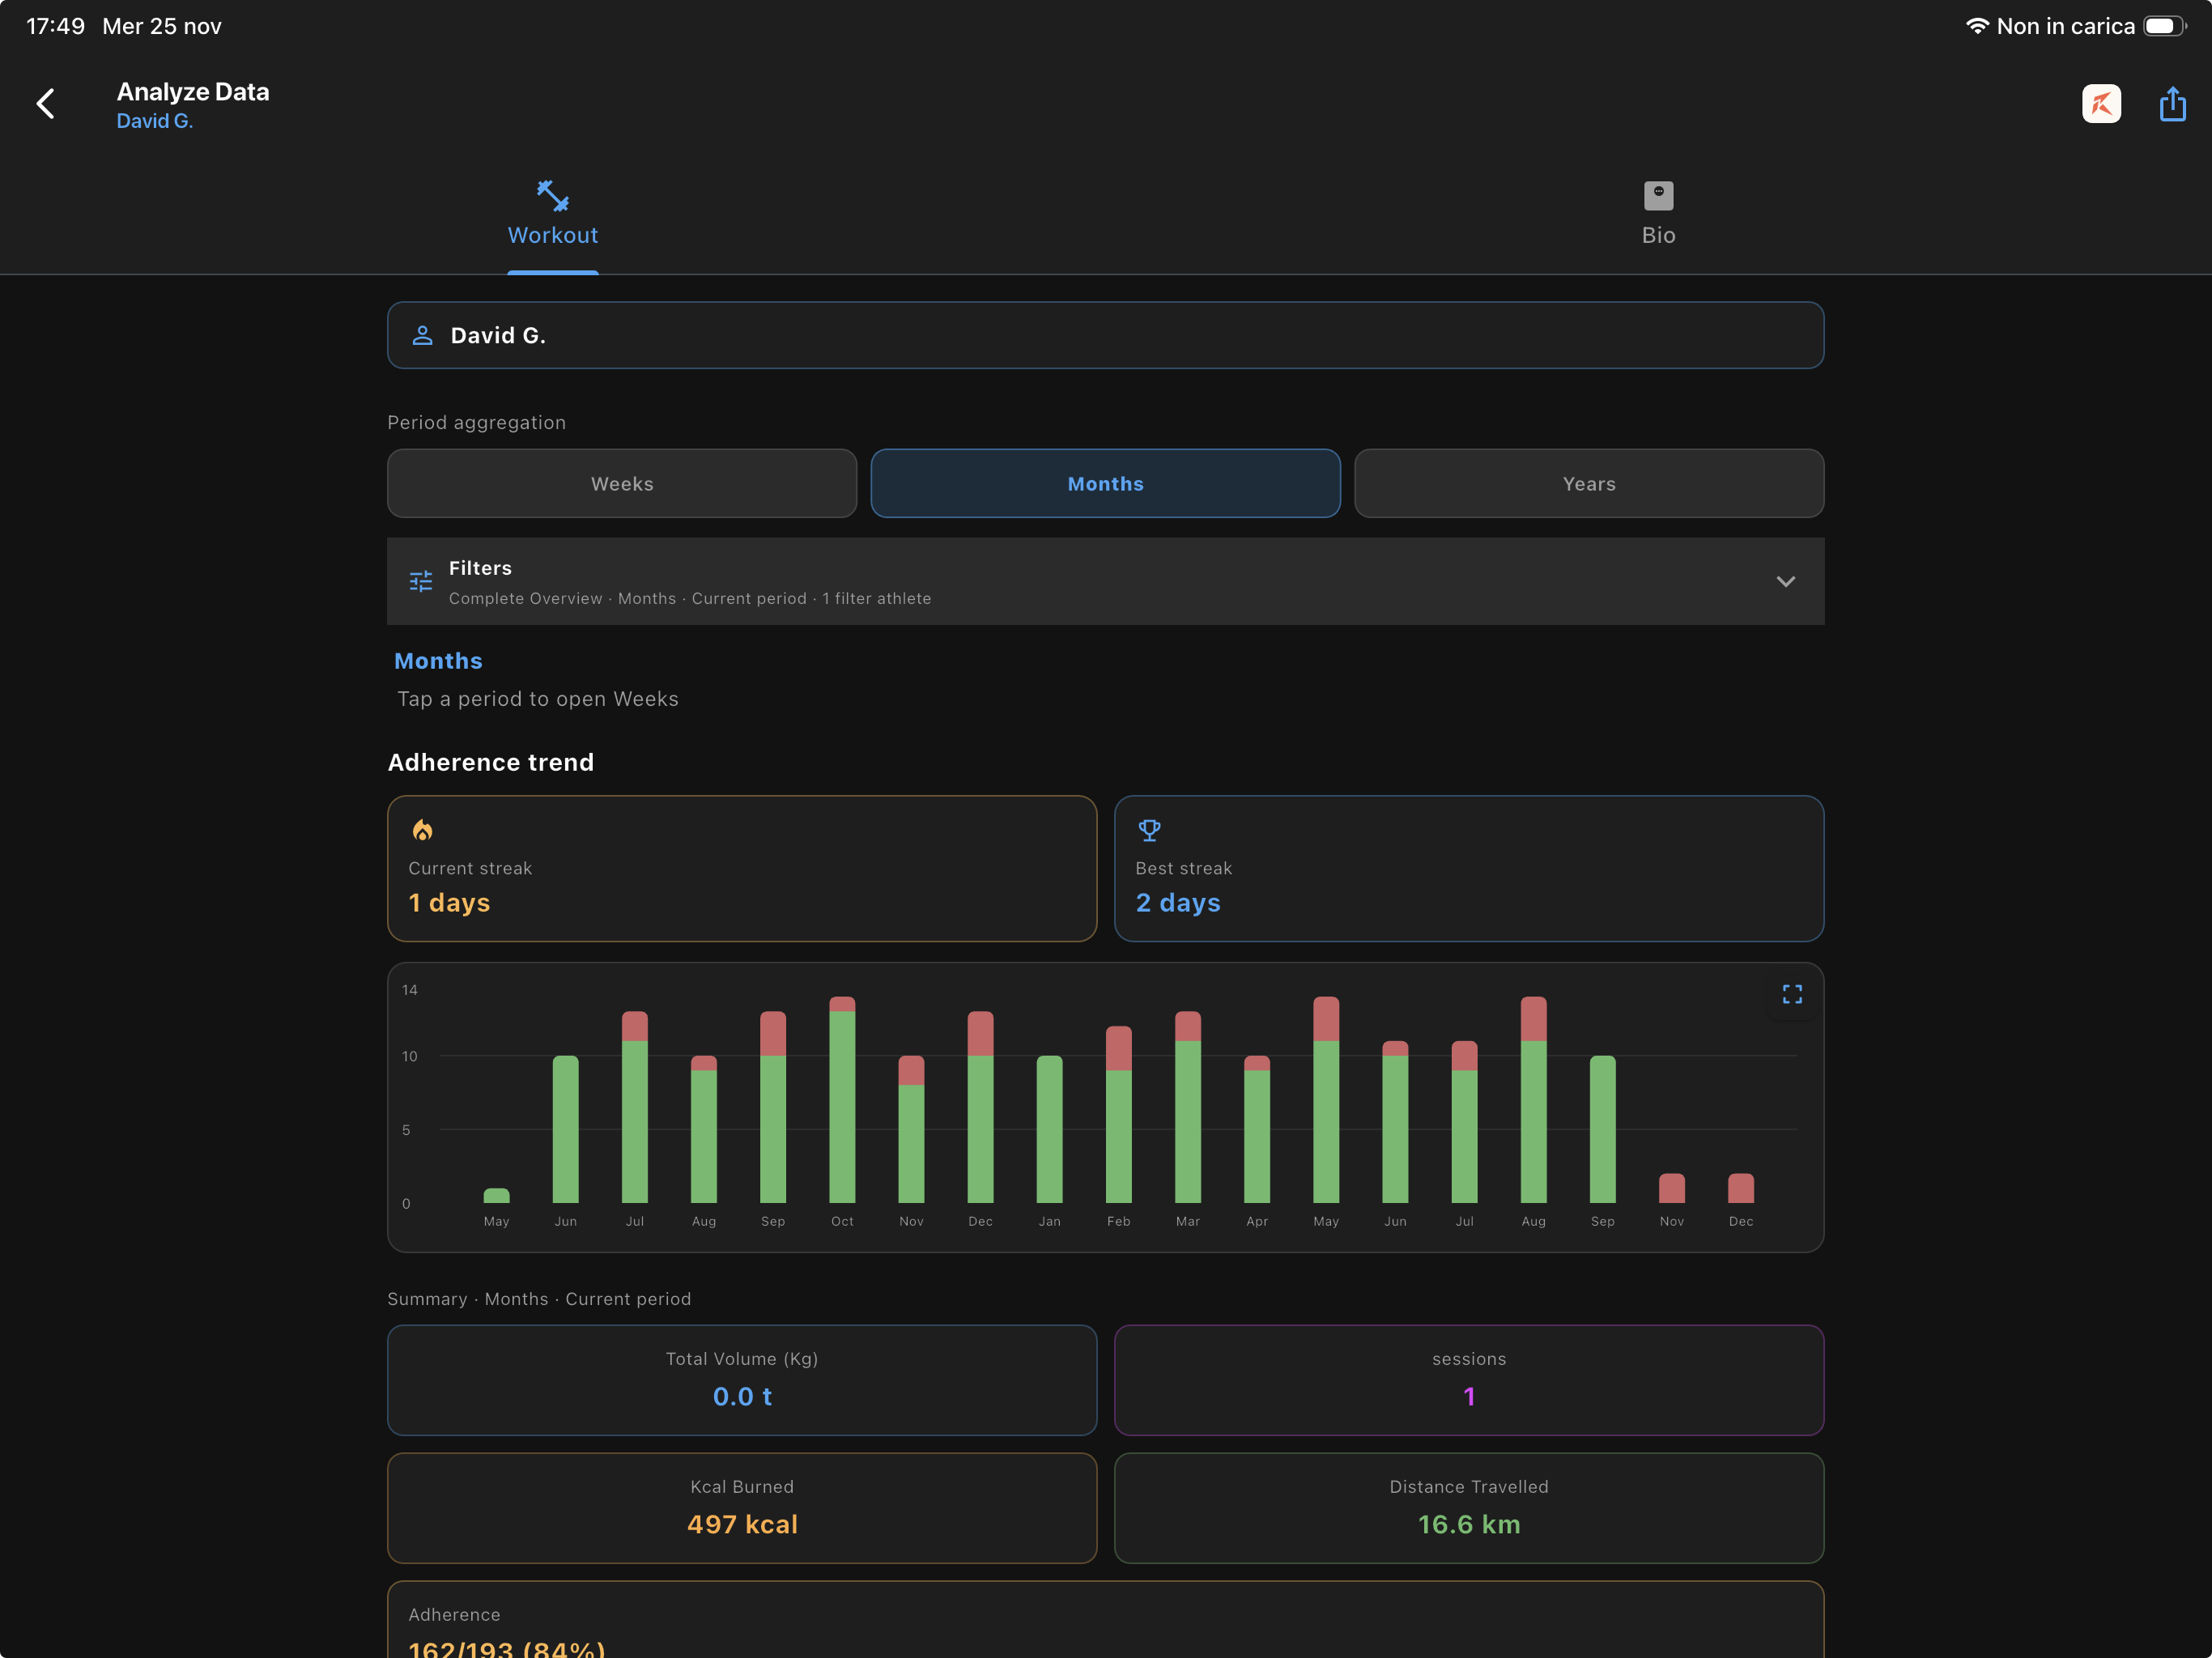 17:49 Mer 25 nov
Non in carica
Analyze Data
David G.
Workout
Bio
David G.
Period aggregation
Weeks
Months
Years
Filters
Complete Overview · Months · Current period · 1 filter athlete
Months
Tap a period to open Weeks
Adherence trend
Current streak
1 days
Best streak
2 days
14
10
5
0
May Jun Jul Aug Sep Oct Nov Dec Jan Feb Mar Apr May Jun Jul Aug Sep Nov Dec
Summary · Months · Current period
Total Volume (Kg)
0.0 t
sessions
1
Kcal Burned
497 kcal
Distance Travelled
16.6 km
Adherence
162/193 (84%)